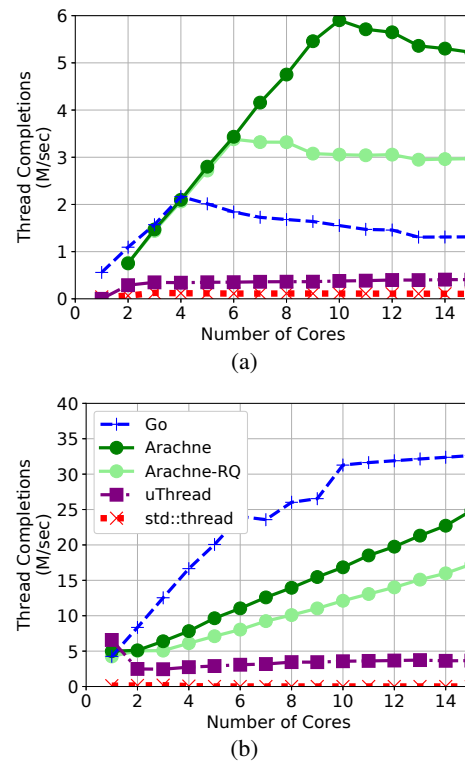 6
5
4
3
2
1
0
Thread Completions
(M/sec)
0 2 4 6 8 10 12 14
Number of Cores
(a)
40
35
30
25
20
15
10
5
0
Thread Completions
(M/sec)
Go
Arachne
Arachne-RQ
uThread
std::thread
0 2 4 6 8 10 12 14
Number of Cores
(b)